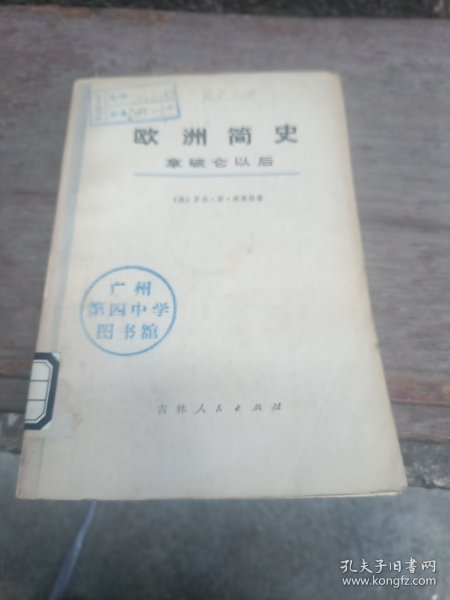 欧洲简史
拿破仑以后
广州
第四中学
图书馆
吉林人民出版社
孔夫子旧书网
www.kongfz.com